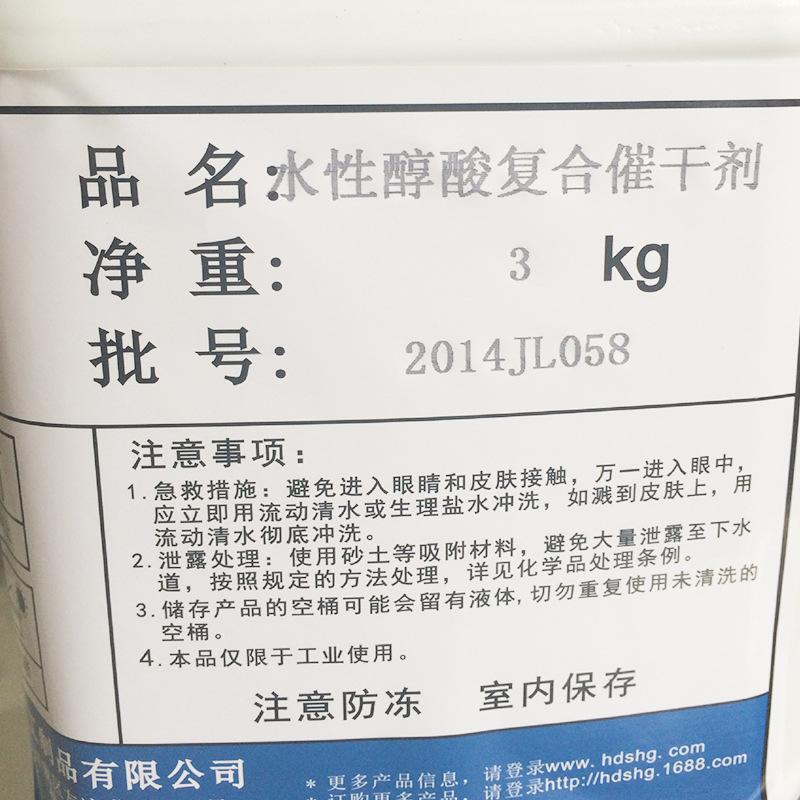 品 名:水性醇酸复合催干剂
净 重: 3 kg
批 号: 2014JL058
注意事项：
1.急救措施：避免进入眼睛和皮肤接触，万一进入眼中，
应立即用流动清水或生理盐水冲洗，如溅到皮肤上，用
流动清水彻底冲洗。
2.泄露处理：使用砂土等吸附材料，避免大量泄露至下水
道，按照规定的方法处理，详见化学品处理条例。
3.储存产品的空桶可能会留有液体,切勿重复使用未清洗的
空桶。
4.本品仅限于工业使用。
注意防冻 室内保存
制品有限公司
* 更多产品信息，请登录www.hdshg.com
* 订购更多产品，请登录http://hdshg.1688.com